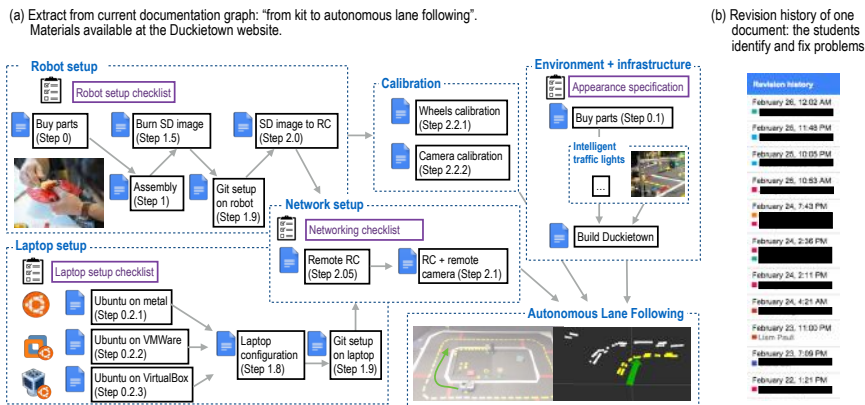 (a) Extract from current documentation graph: “from kit to autonomous lane following”.
Materials available at the Duckietown website.
(b) Revision history of one
document: the students
identify and fix problems
Robot setup
Robot setup checklist
Buy parts
(Step 0)
Burn SD image
(Step 1.5)
SD image to RC
(Step 2.0)
Assembly
(Step 1)
Git setup
on robot
(Step 1.9)
Calibration
Wheels calibration
(Step 2.2.1)
Camera calibration
(Step 2.2.2)
Environment + infrastructure
Appearance specification
Buy parts (Step 0.1)
Intelligent
traffic lights
...
Build Duckietown
Network setup
Networking checklist
Remote RC
(Step 2.05)
RC + remote
camera (Step 2.1)
Laptop setup
Laptop setup checklist
Ubuntu on metal
(Step 0.2.1)
Ubuntu on VMWare
(Step 0.2.2)
Ubuntu on VirtualBox
(Step 0.2.3)
Laptop
configuration
(Step 1.8)
Git setup
on laptop
(Step 1.9)
Autonomous Lane Following
Revision history
February 26, 12:02 AM
February 25, 10:05 PM
February 24, 7:43 PM
February 24, 2:36 PM
February 24, 2:11 PM
February 24, 4:21 AM
February 23, 11:00 PM
Liam Paull
February 23, 7:09 PM
February 22, 1:21 PM